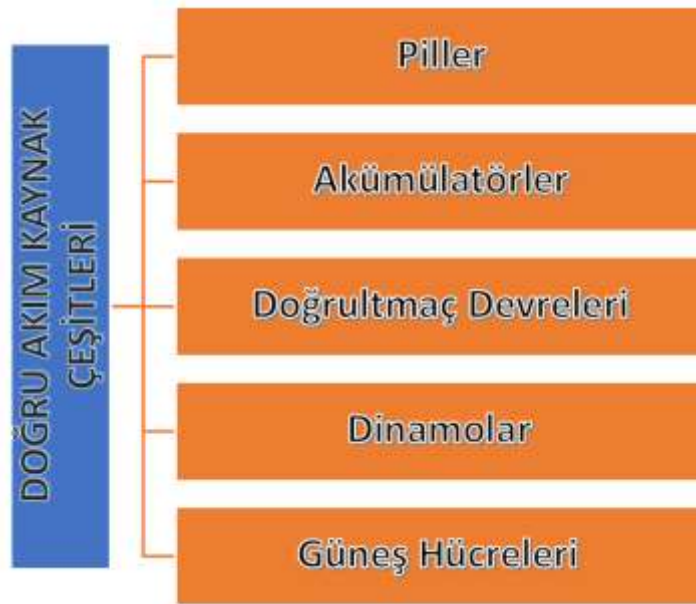 DOĞRU AKIM KAYNAK
ÇEŞİTLERİ
Piller
Akümülatörler
Doğrultmaç Devreleri
Dinamolar
Güneş Hücreleri